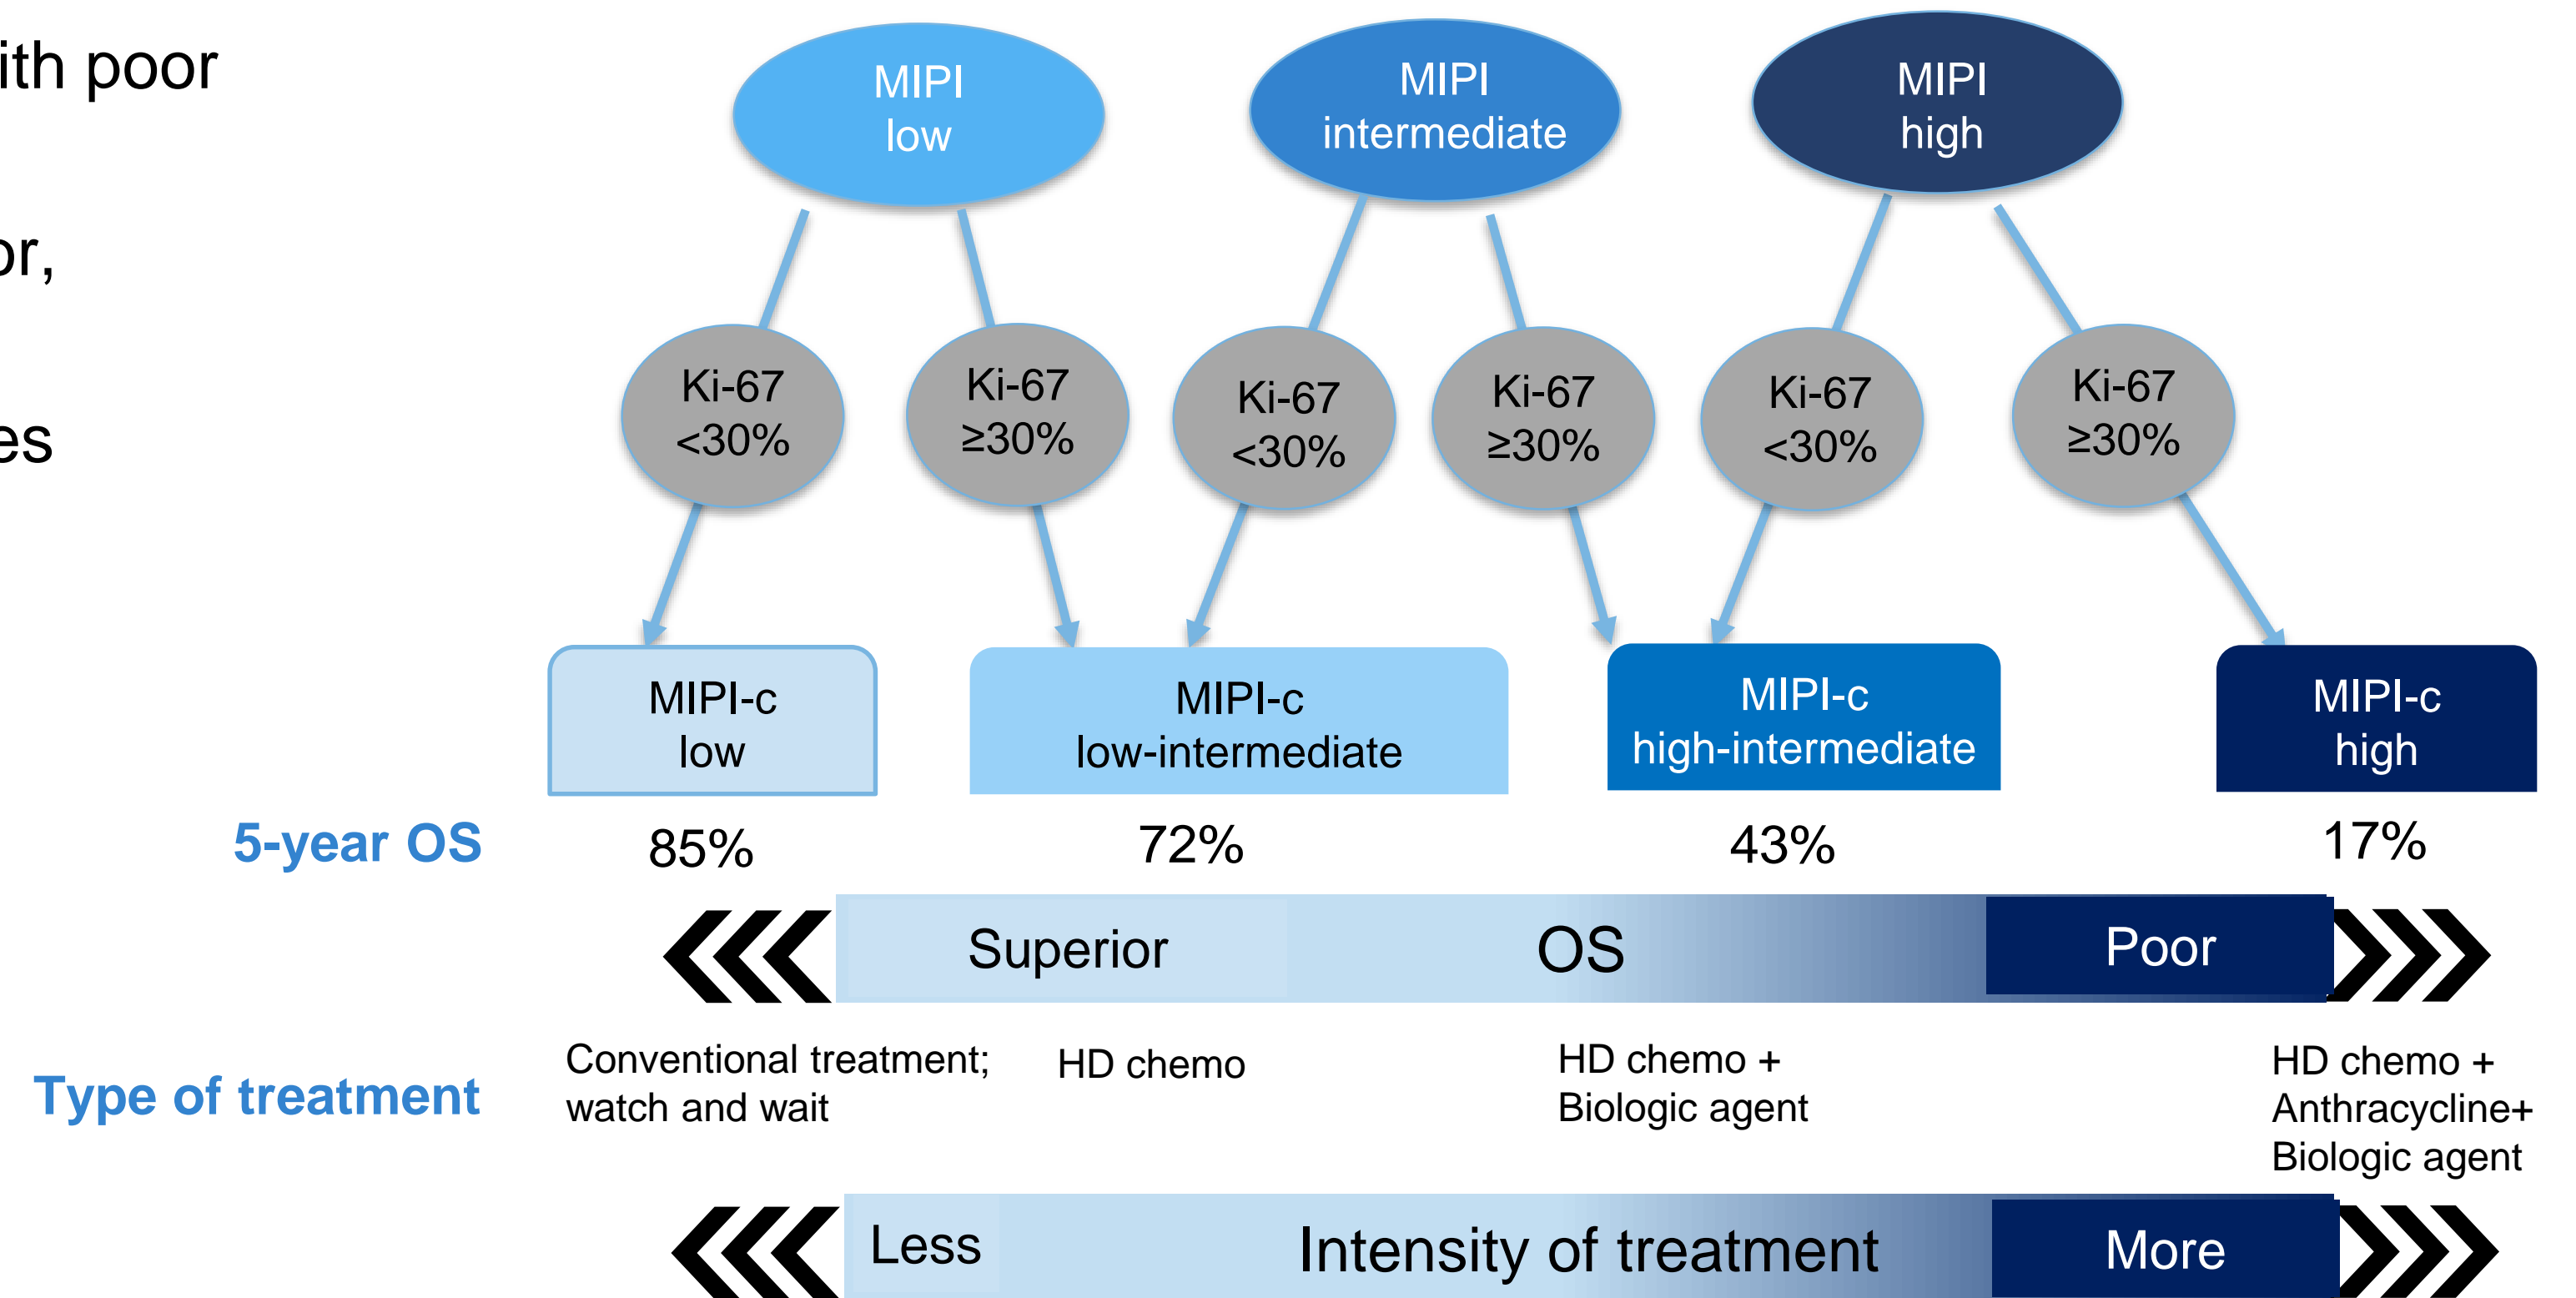 ith poor
or,
es
MIPI
low
MIPI
intermediate
MIPI
high
Ki-67
<30%
Ki-67
≥30%
Ki-67
<30%
Ki-67
≥30%
Ki-67
<30%
Ki-67
≥30%
MIPI-c
low
MIPI-c
low-intermediate
MIPI-c
high-intermediate
MIPI-c
high
5-year OS
85%
72%
43%
17%
Superior
OS
Poor
Type of treatment
Conventional treatment;
watch and wait
HD chemo
HD chemo +
Biologic agent
HD chemo +
Anthracycline+
Biologic agent
Less
Intensity of treatment
More